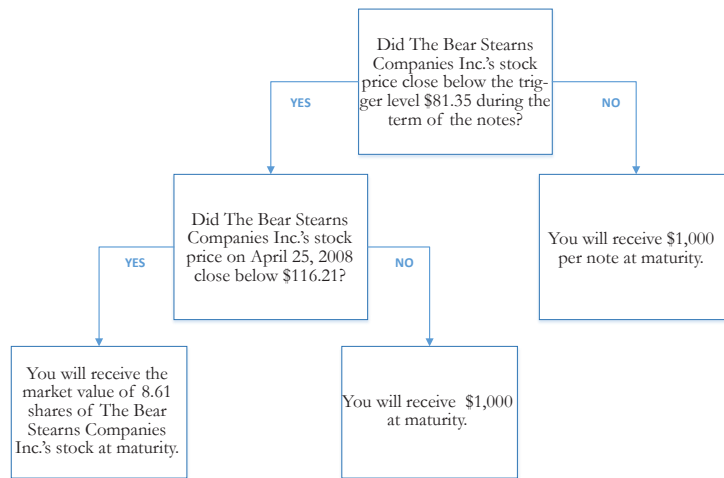 Did The Bear Stearns
Companies Inc.'s stock
price close below the trig-
ger level $81.35 during the
term of the notes?
YES
NO
Did The Bear Stearns
Companies Inc.'s stock
price on April 25, 2008
close below $116.21?
You will receive $1,000
per note at maturity.
YES
NO
You will receive the
market value of 8.61
shares of The Bear
Stearns Companies
Inc.'s stock at maturity.
You will receive $1,000
at maturity.